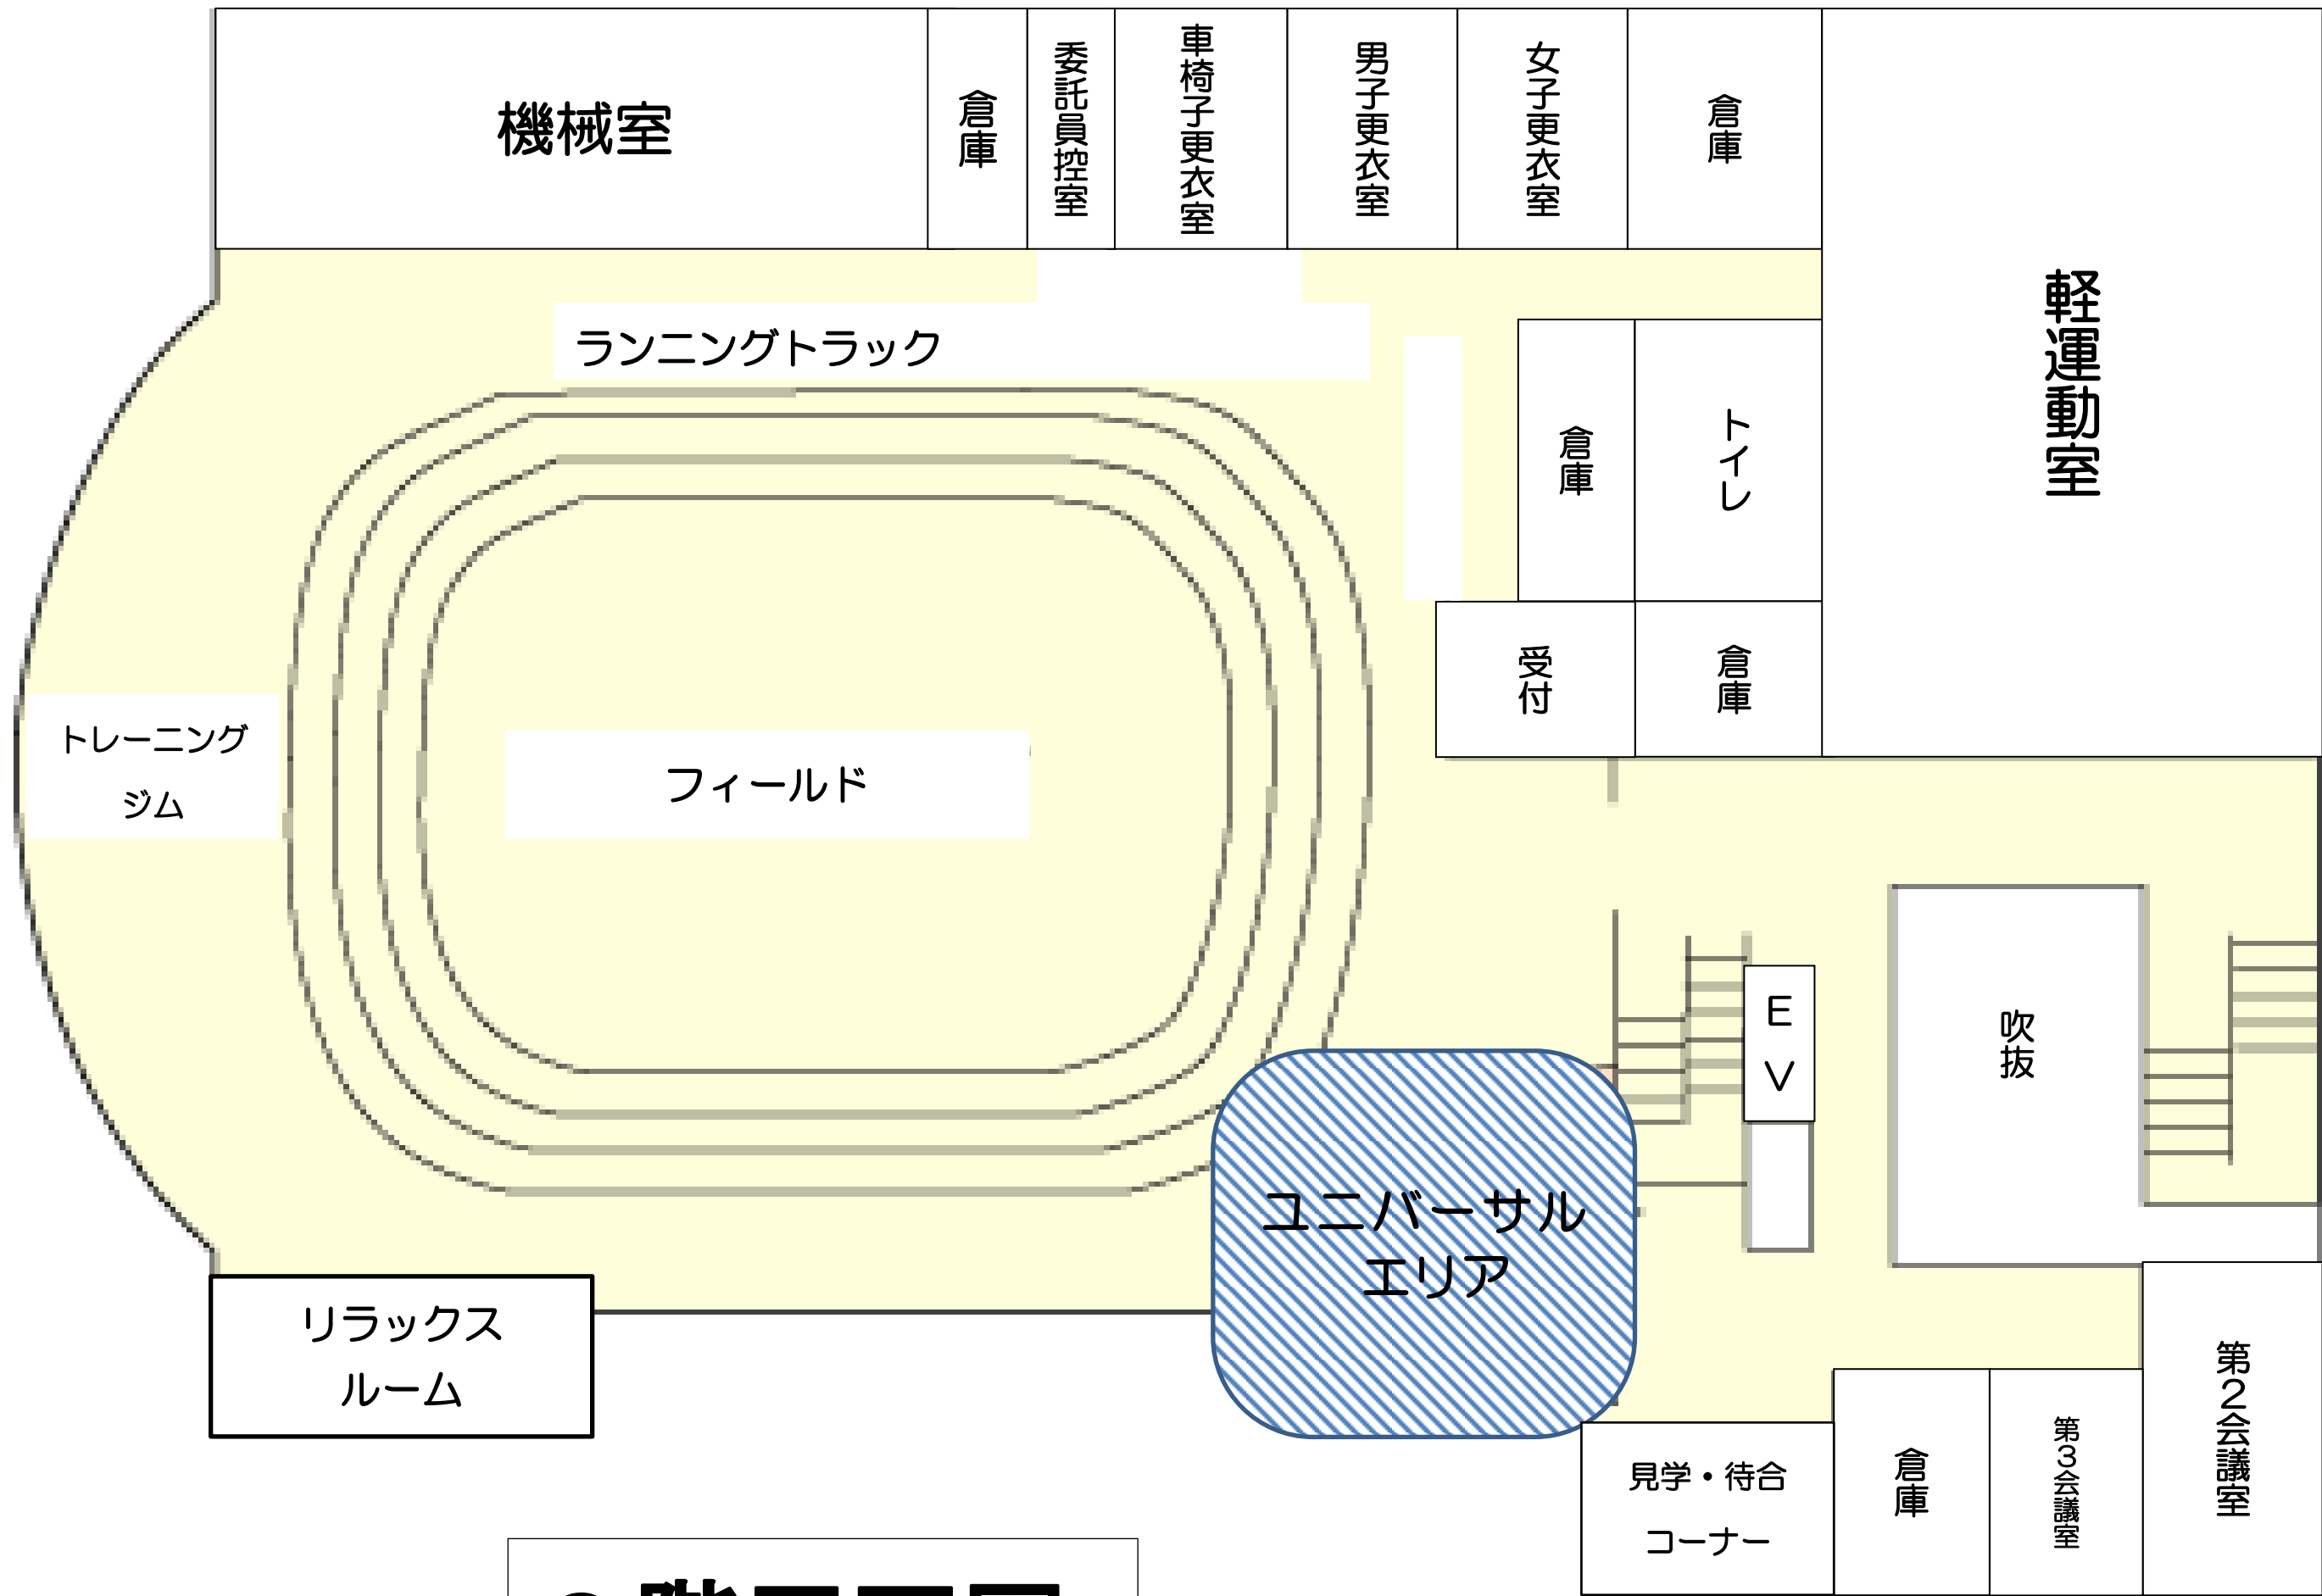 機械室
倉庫
委託員控室
車椅子更衣室
男子更衣室
女子更衣室
倉庫
軽運動室
ランニングトラック
倉庫
トイレ
受付
倉庫
トレーニング
ジム
フィールド
EV
吹抜
ユニバーサル
エリア
リラックス
ルーム
第2会議室
見学・待合
コーナー
倉庫
第3会議室